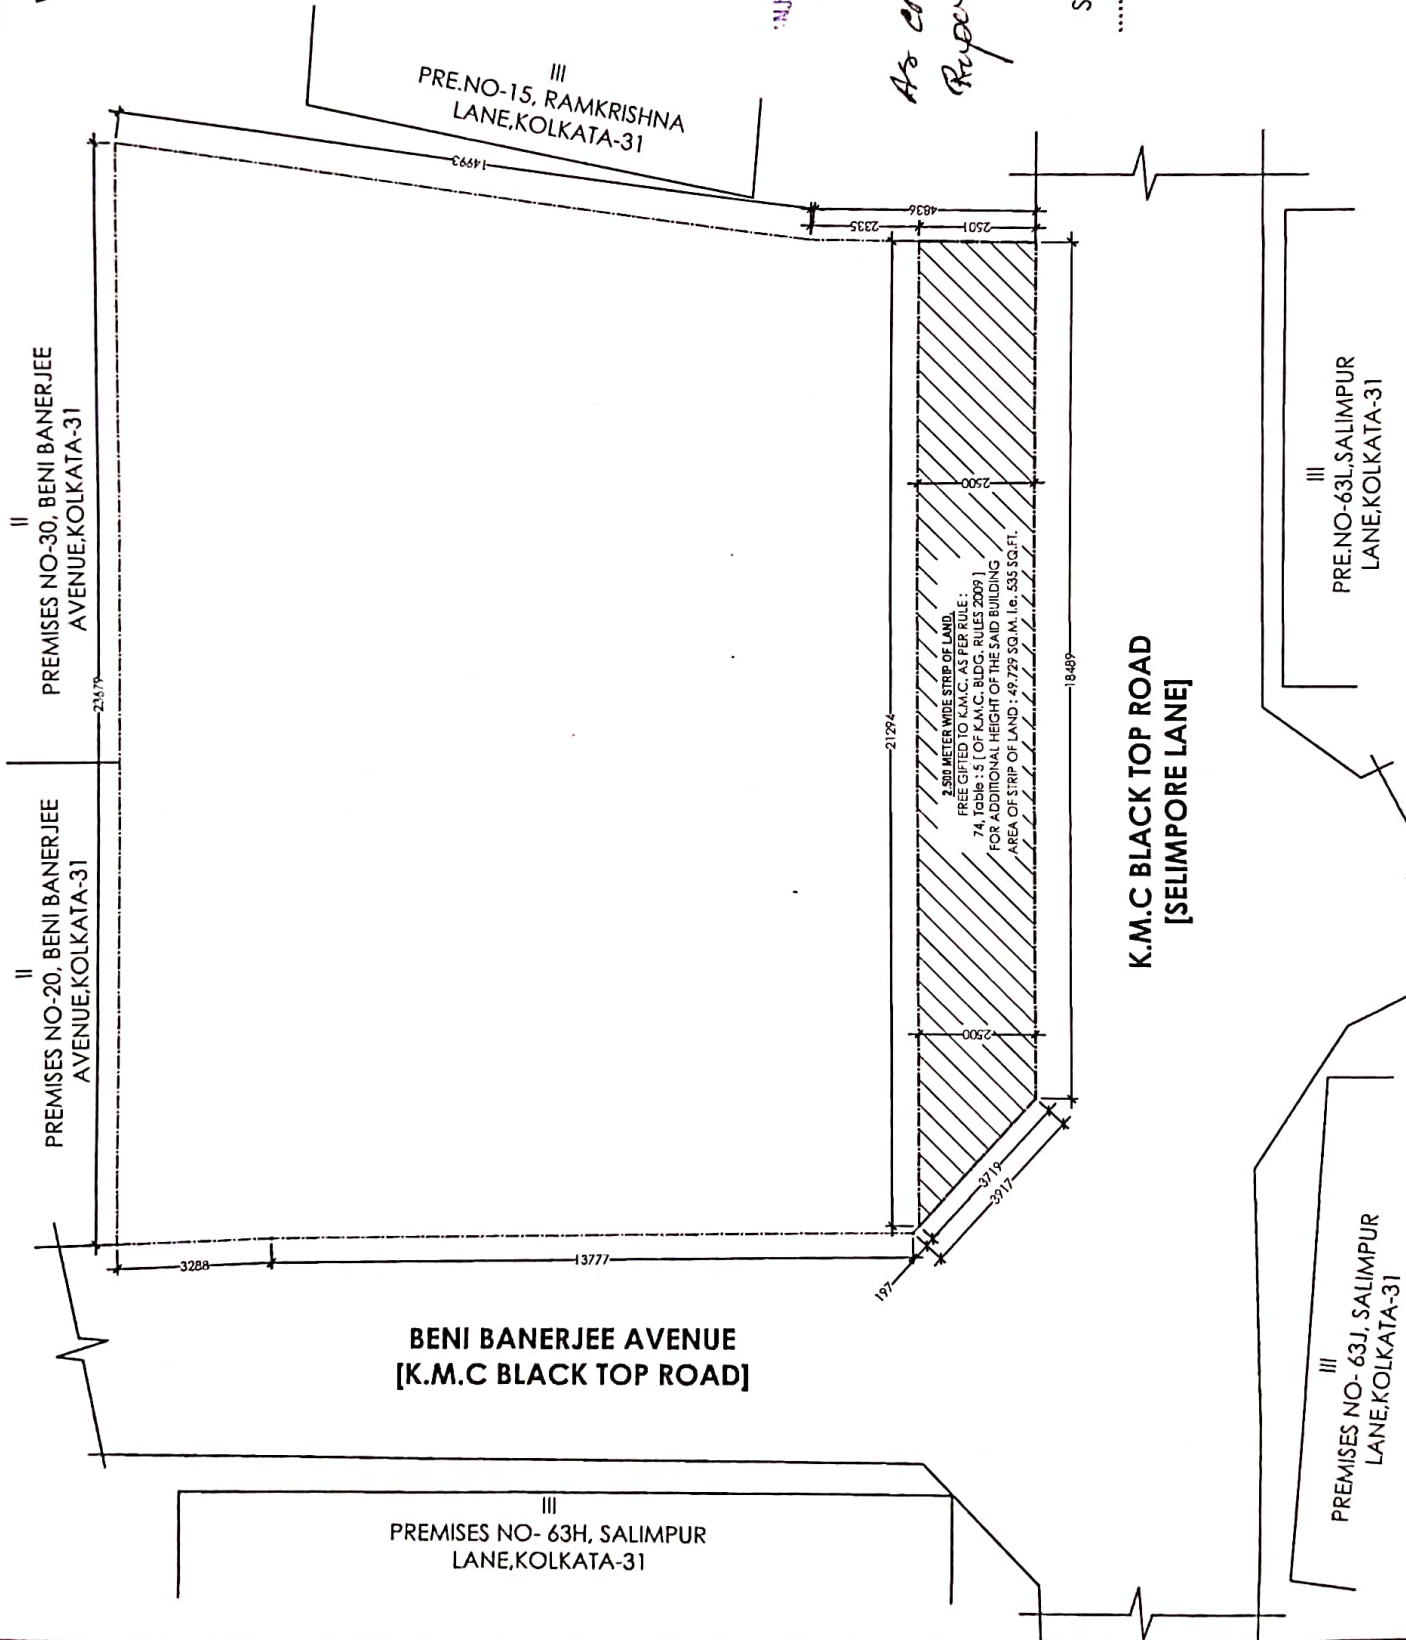 III
PRE.NO-15, RAMKRISHNA
LANE,KOLKATA-31
II
PREMISES NO-30, BENI BANERJEE
AVENUE,KOLKATA-31
II
PREMISES NO-20, BENI BANERJEE
AVENUE,KOLKATA-31
23679
14993
4836
2335
2501
21294
2500
2.500 METER WIDE STRIP OF LAND.
FREE GIFTED TO K.M.C. AS PER RULE :
74, Table : 5 [ OF K.M.C. BLDG. RULES 2009 ]
FOR ADDITIONAL HEIGHT OF THE SAID BUILDING
AREA OF STRIP OF LAND : 49.729 SQ.M. I.e. 535 SQ.FT.
2500
18489
3719
3917
197
3288
13777
K.M.C BLACK TOP ROAD
[SELIMPORE LANE]
III
PRE.NO-63L,SALIMPUR
LANE,KOLKATA-31
BENI BANERJEE AVENUE
[K.M.C BLACK TOP ROAD]
III
PREMISES NO- 63H, SALIMPUR
LANE,KOLKATA-31
III
PREMISES NO- 63J, SALIMPUR
LANE,KOLKATA-31